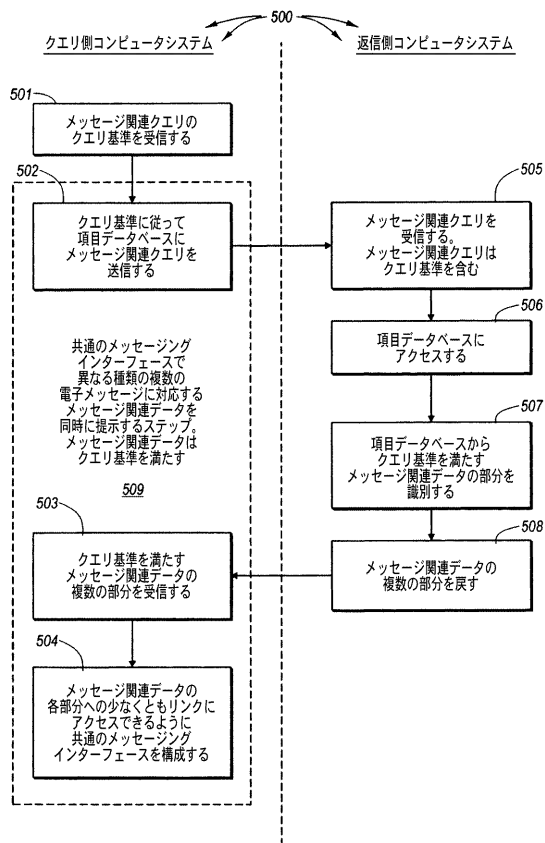 500
クエリ側コンピュータシステム
返信側コンピュータシステム
501
メッセージ関連クエリの
クエリ基準を受信する
502
クエリ基準に従って
項目データベースに
メッセージ関連クエリを
送信する
505
メッセージ関連クエリを
受信する。
メッセージ関連クエリは
クエリ基準を含む
506
項目データベースに
アクセスする
共通のメッセージング
インターフェースで
異なる種類の複数の
電子メッセージに対応する
メッセージ関連データを
同時に提示するステップ。
メッセージ関連データは
クエリ基準を満たす
509
507
項目データベースから
クエリ基準を満たす
メッセージ関連データの部分を
識別する
503
クエリ基準を満たす
メッセージ関連データの
複数の部分を受信する
508
メッセージ関連データの
複数の部分を戻す
504
メッセージ関連データの
各部分への少なくともリンクに
アクセスできるように
共通のメッセージング
インターフェースを構成する